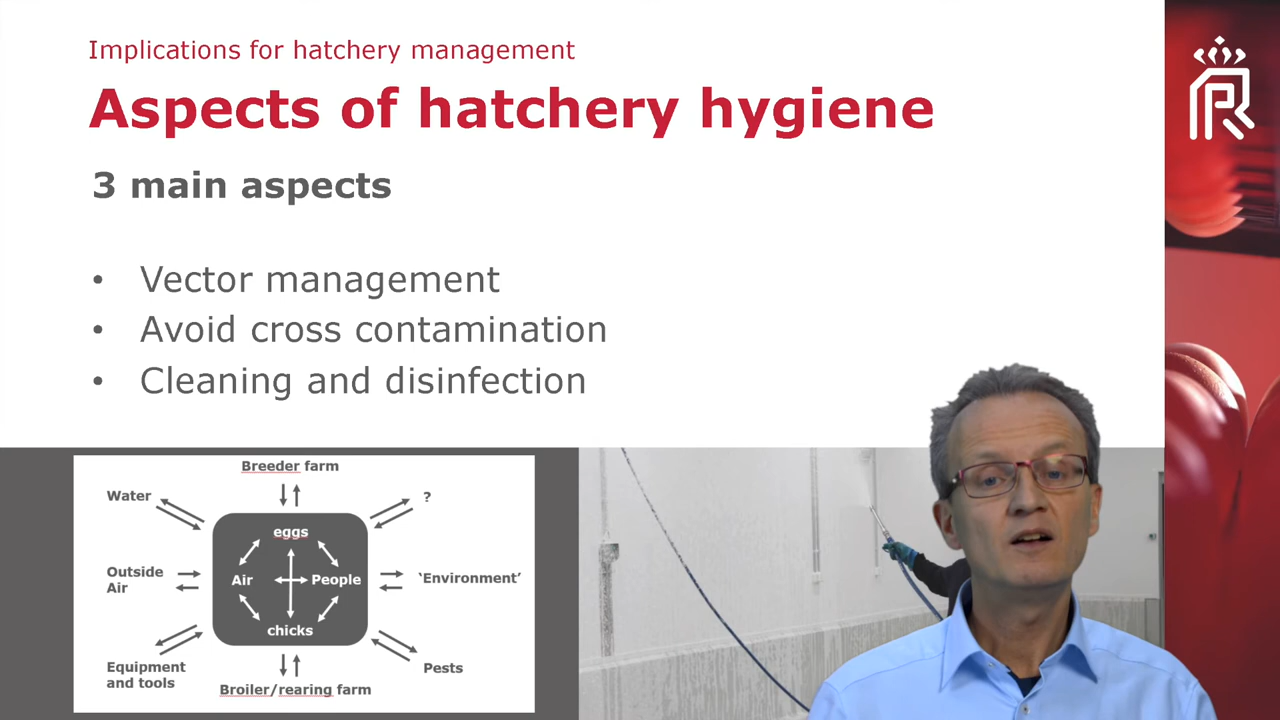 Implications for hatchery management
Aspects of hatchery hygiene
3 main aspects
• Vector management
• Avoid cross contamination
• Cleaning and disinfection
Breeder farm
Water
?
eggs
Outside
Air
Air
People
‘Environment’
chicks
Equipment
and tools
Pests
Broiler/rearing farm